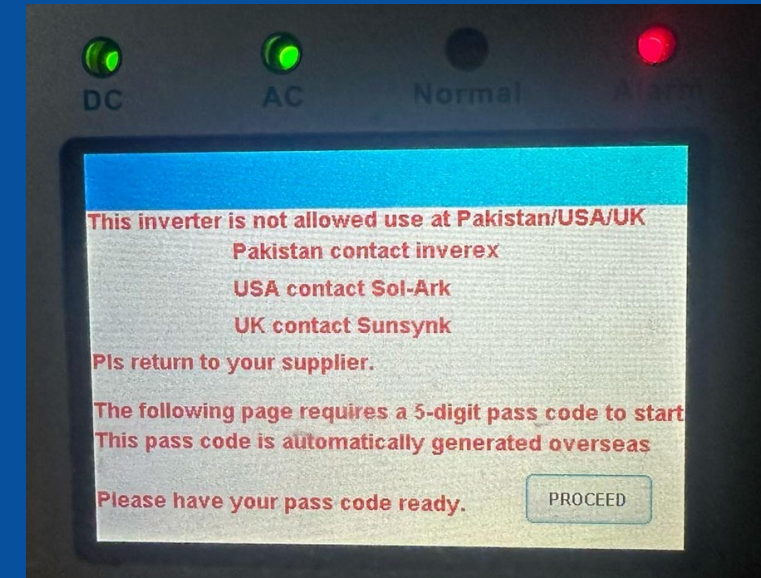 DC
AC
Normal
Alarm
This inverter is not allowed use at Pakistan/USA/UK
Pakistan contact inverex
USA contact Sol-Ark
UK contact Sunsynk
Pls return to your supplier.
The following page requires a 5-digit pass code to start
This pass code is automatically generated overseas
Please have your pass code ready.
PROCEED